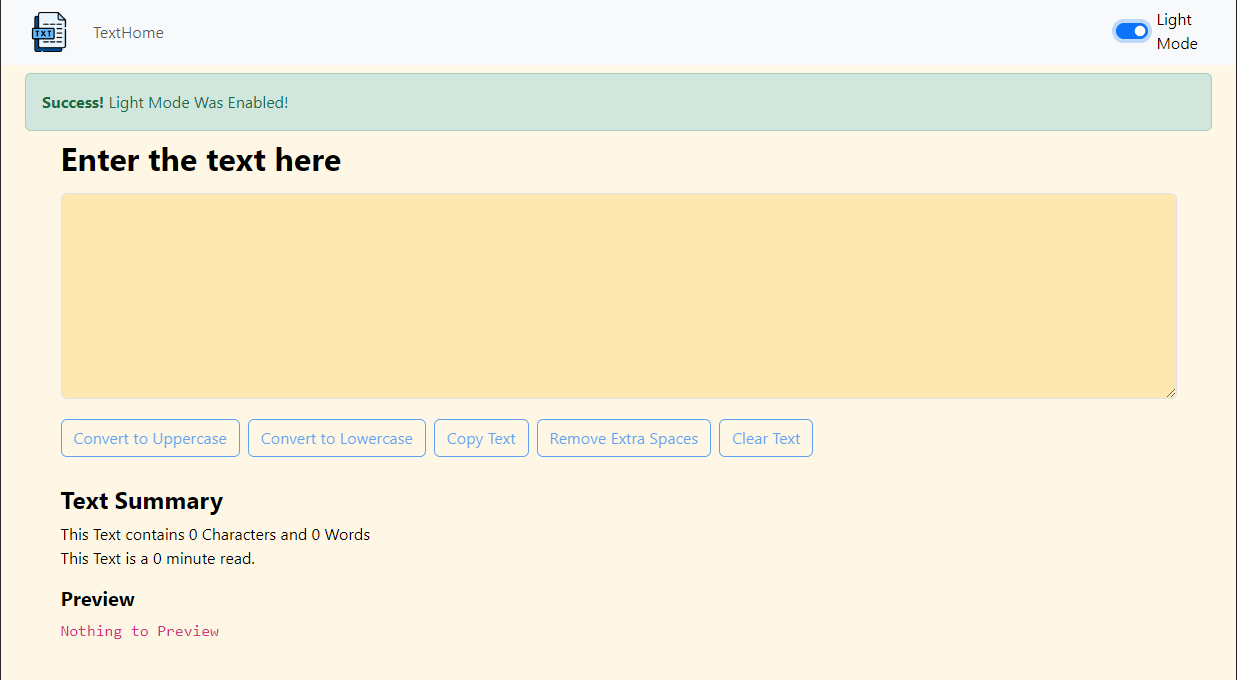 TXT
TextHome
Light
Mode
Success! Light Mode Was Enabled!
Enter the text here
Convert to Uppercase
Convert to Lowercase
Copy Text
Remove Extra Spaces
Clear Text
Text Summary
This Text contains 0 Characters and 0 Words
This Text is a 0 minute read.
Preview
Nothing to Preview